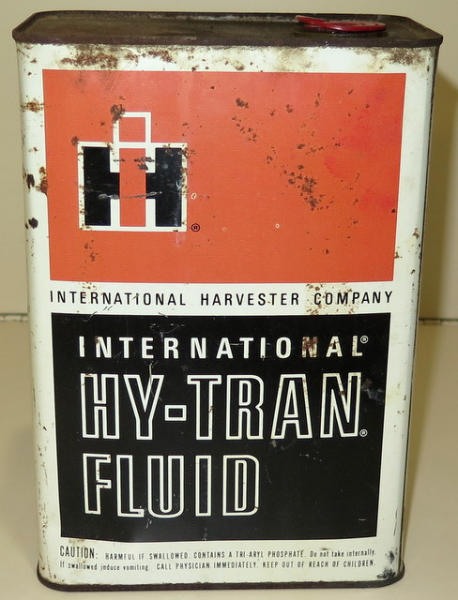 IH®
INTERNATIONAL HARVESTER COMPANY
INTERNATIONAL®
HY-TRAN®
FLUID
CAUTION: HARMFUL IF SWALLOWED. CONTAINS A TRI-ARYL PHOSPHATE. Do not take internally.
If swallowed induce vomiting. CALL PHYSICIAN IMMEDIATELY. KEEP OUT OF REACH OF CHILDREN.